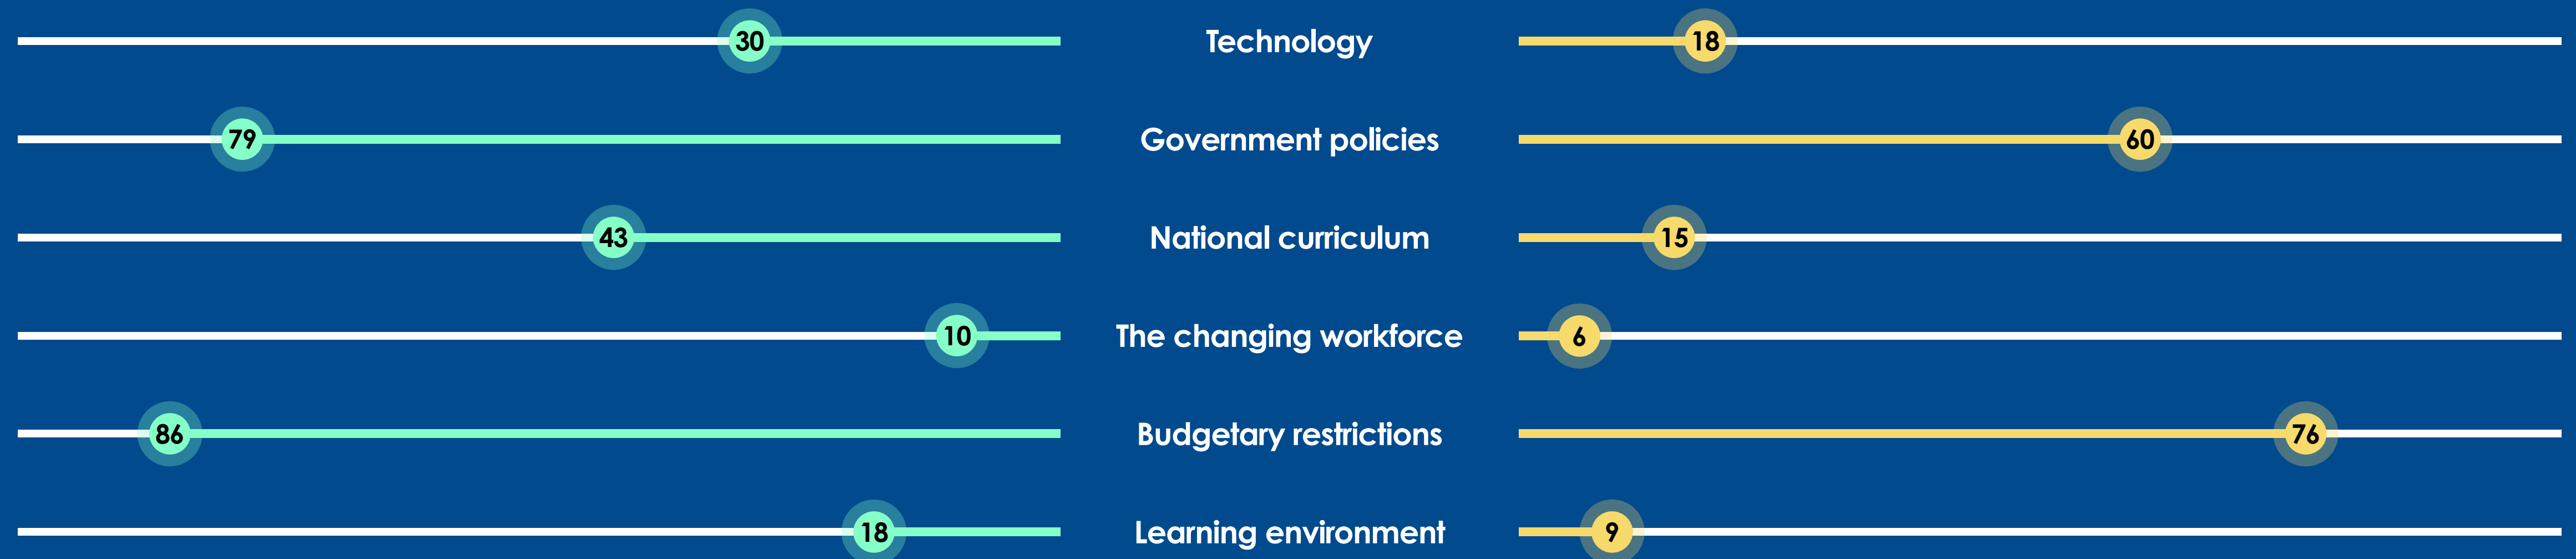 30 Technology 18
79 Government policies 60
43 National curriculum 15
10 The changing workforce 6
86 Budgetary restrictions 76
18 Learning environment 9